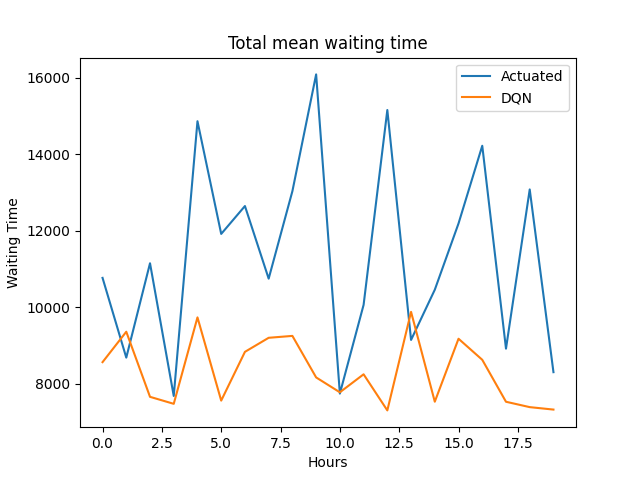 Total mean waiting time
Actuated
DQN
16000
14000
12000
10000
8000
Waiting Time
0.0 2.5 5.0 7.5 10.0 12.5 15.0 17.5
Hours